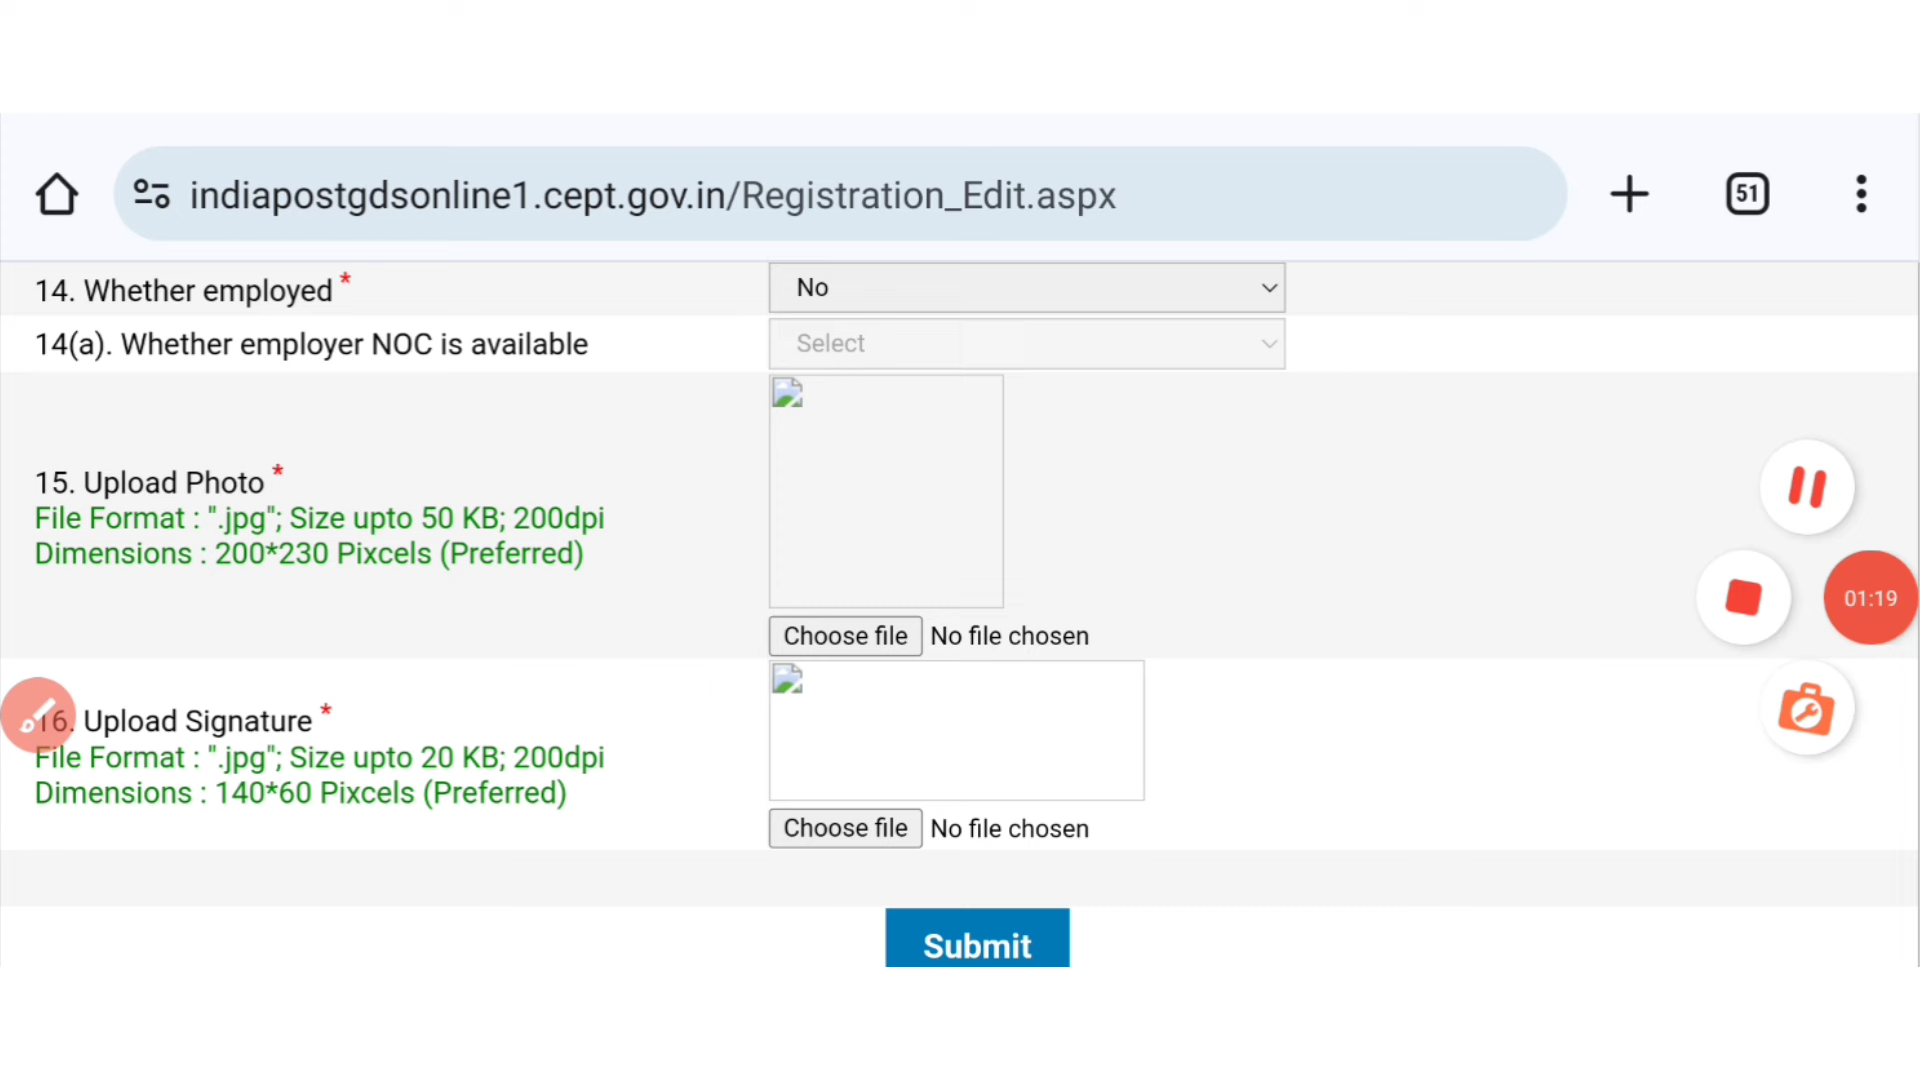 indiapostgdsonline1.cept.gov.in/Registration_Edit.aspx
51
14. Whether employed *
No
14(a). Whether employer NOC is available
Select
15. Upload Photo *
File Format : ".jpg"; Size upto 50 KB; 200dpi
Dimensions : 200*230 Pixcels (Preferred)
Choose file No file chosen
01:19
16. Upload Signature *
File Format : ".jpg"; Size upto 20 KB; 200dpi
Dimensions : 140*60 Pixcels (Preferred)
Choose file No file chosen
Submit